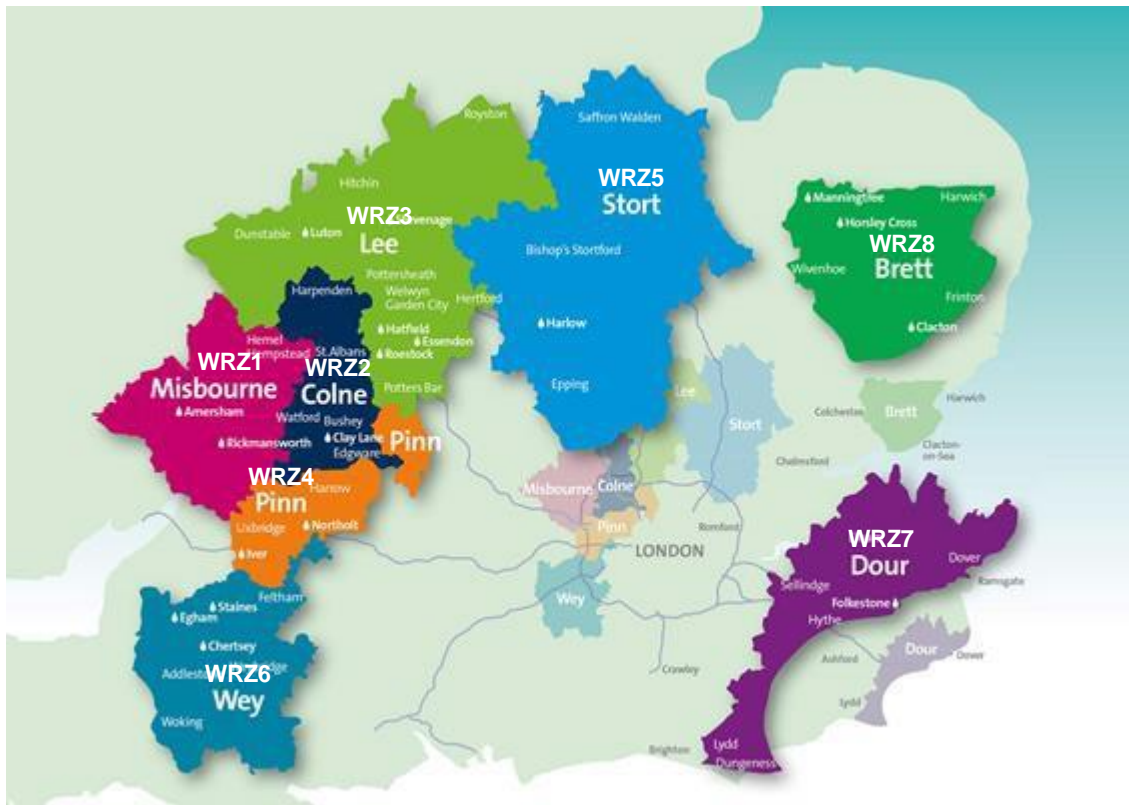 Royston
Saffron Walden
Hitchin
WRZ5
Stort
WRZ3
Lee
Dunstable
Luton
Manningtree
Harwich
Horsley Cross
WRZ8
Brett
Wivenhoe
Frinton
Clacton
Bishop's Stortford
Pottersheath
Welwyn
Garden City
Hertford
Harpenden
Hatfield
Essendon
Roestock
Harlow
Hemel
Hempstead
St.Albans
WRZ1
Misbourne
WRZ2
Colne
Amersham
Potters Bar
Epping
Watford
Bushey
Rickmansworth
Clay Lane
Edgware
Pinn
Lee
Stort
Brett
Harwich
Colchester
Clacton-
on-Sea
Chelmsford
WRZ4
Pinn
Harrow
Uxbridge
Northolt
Iver
Misbourne
Colne
Pinn
Romford
LONDON
Wey
WRZ7
Dour
Dover
Sellindge
Ramsgate
Folkestone
Hythe
Feltham
Staines
Egham
Chertsey
WRZ6
Wey
Woking
Crawley
Ashford
Dour
Dover
Lydd
Brighton
Lydd
Dungeness